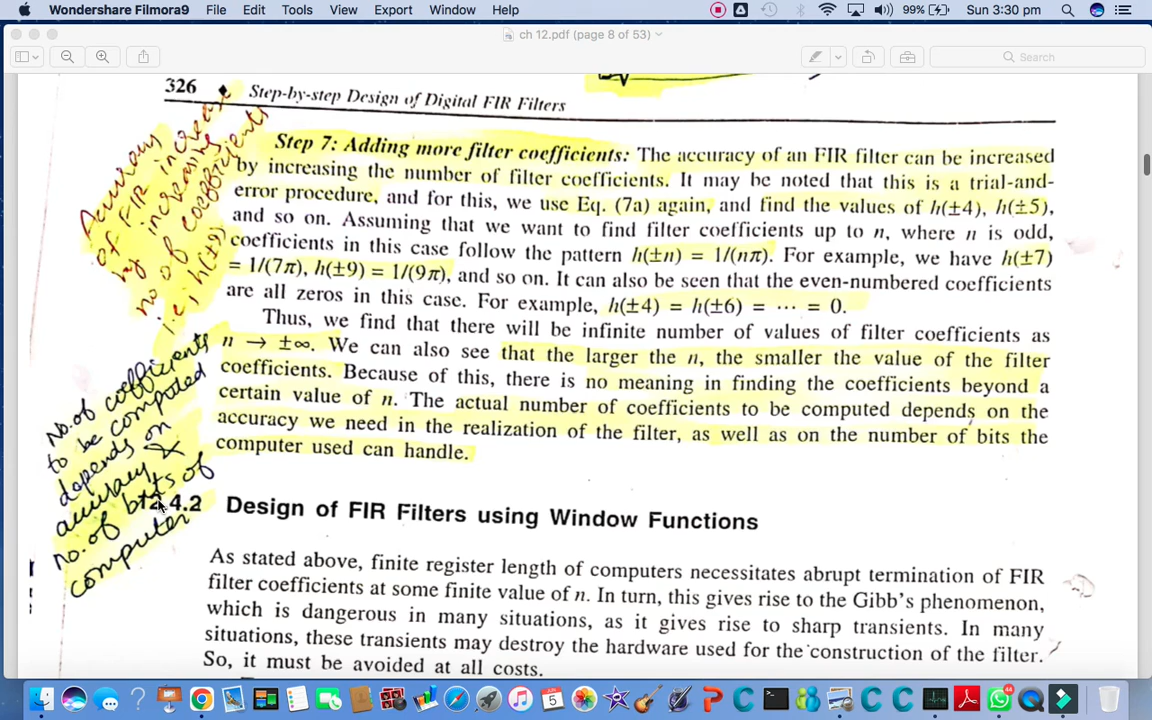 Wondershare Filmora9 File Edit Tools View Export Window Help 99% Sun 3:30 pm
ch 12.pdf (page 8 of 53)
Search
326 ♦ Step-by-step Design of Digital FIR Filters
Step 7: Adding more filter coefficients: The accuracy of an FIR filter can be increased
by increasing the number of filter coefficients. It may be noted that this is a trial-and-
error procedure, and for this, we use Eq. (7a) again, and find the values of h(±4), h(±5),
and so on. Assuming that we want to find filter coefficients up to n, where n is odd,
coefficients in this case follow the pattern h(±n) = 1/(nπ). For example, we have h(±7)
= 1/(7π), h(±9) = 1/(9π), and so on. It can also be seen that the even-numbered coefficients
are all zeros in this case. For example, h(±4) = h(±6) = ··· = 0.
Thus, we find that there will be infinite number of values of filter coefficients as
n → ±∞. We can also see that the larger the n, the smaller the value of the filter
coefficients. Because of this, there is no meaning in finding the coefficients beyond a
certain value of n. The actual number of coefficients to be computed depends on the
accuracy we need in the realization of the filter, as well as on the number of bits the
computer used can handle.
Accuracy
of FIR increase
by increasing
no of coefficients
i.e., h(±9)
No. of coefficients
to be computed
depends on
accuracy &
no. of bits of
computer
12.4.2 Design of FIR Filters using Window Functions
As stated above, finite register length of computers necessitates abrupt termination of FIR
filter coefficients at some finite value of n. In turn, this gives rise to the Gibb's phenomenon,
which is dangerous in many situations, as it gives rise to sharp transients. In many
situations, these transients may destroy the hardware used for the construction of the filter.
So, it must be avoided at all costs.